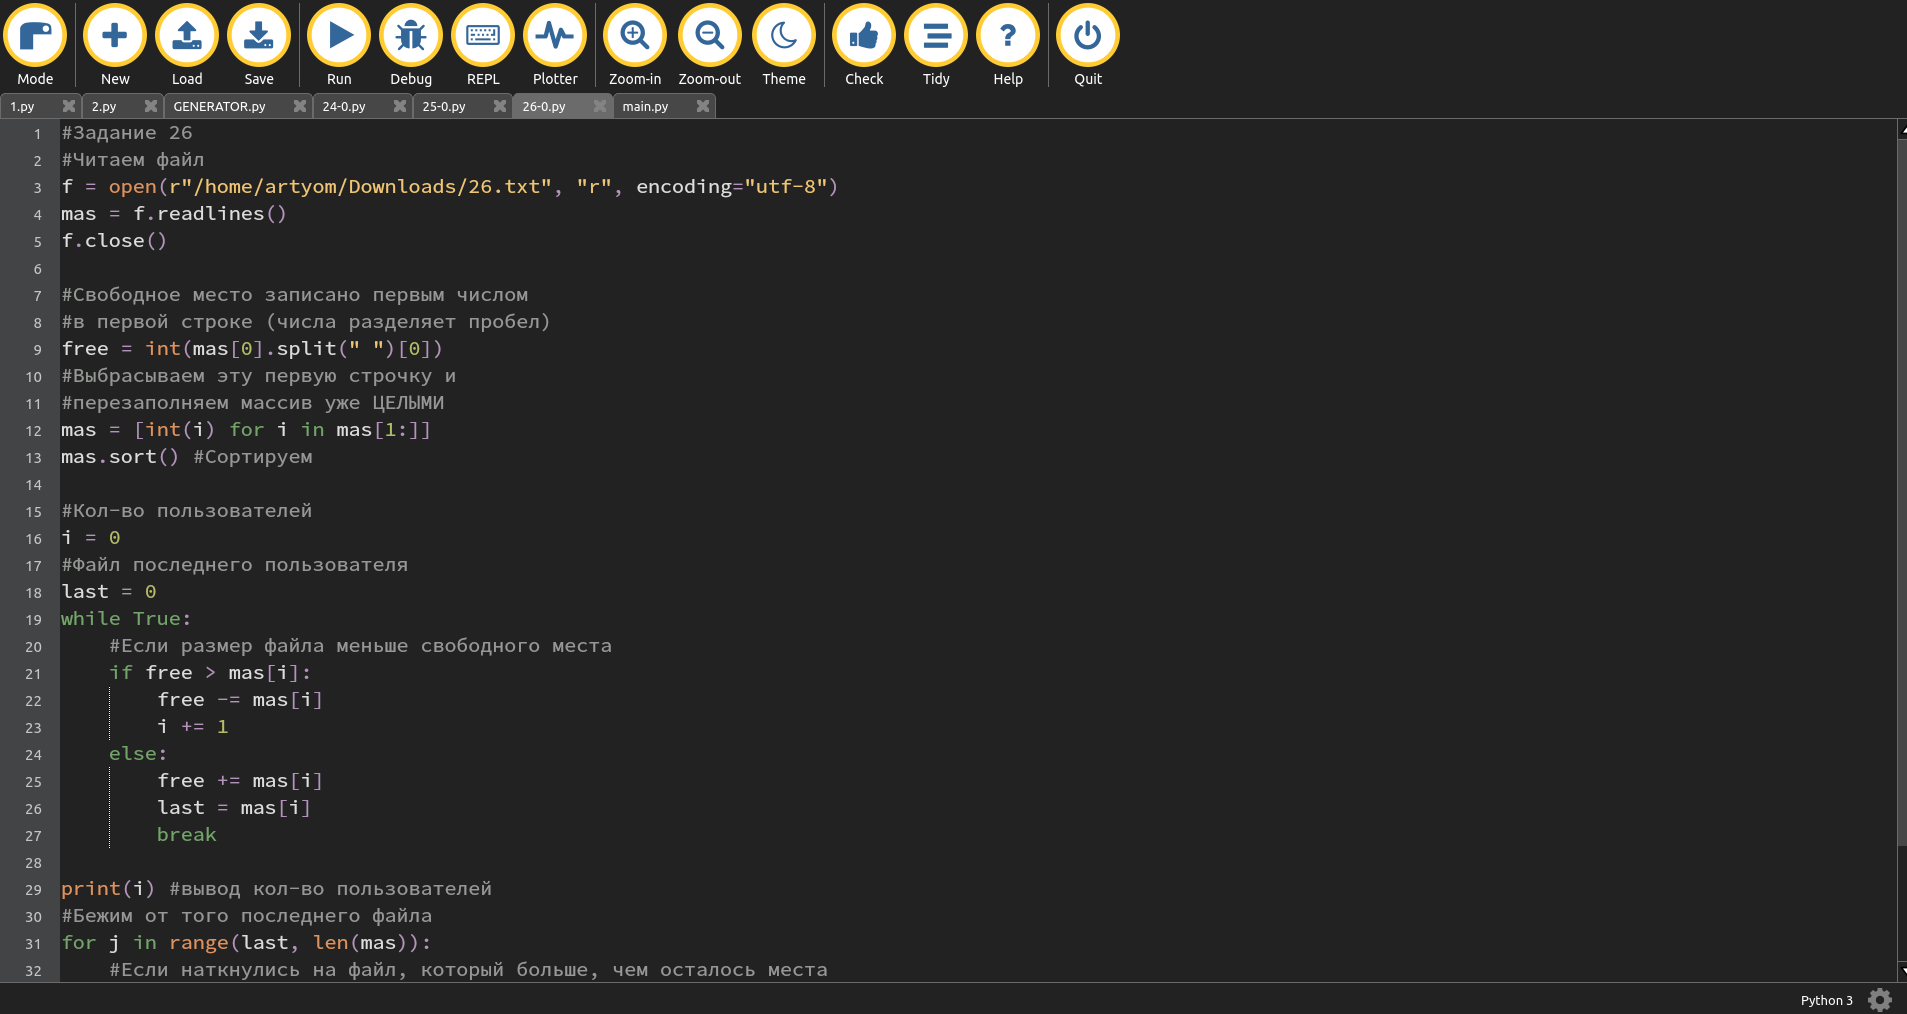 Mode New Load Save Run Debug REPL Plotter Zoom-in Zoom-out Theme Check Tidy Help Quit
1.py 2.py GENERATOR.py 24-0.py 25-0.py 26-0.py main.py
1 #Задание 26
2 #Читаем файл
3 f = open(r"/home/artyom/Downloads/26.txt", "r", encoding="utf-8")
4 mas = f.readlines()
5 f.close()
6
7 #Свободное место записано первым числом
8 #в первой строке (числа разделяет пробел)
9 free = int(mas[0].split(" ")[0])
10 #Выбрасываем эту первую строчку и
11 #перезаполняем массив уже ЦЕЛЫМИ
12 mas = [int(i) for i in mas[1:]]
13 mas.sort() #Сортируем
14
15 #Кол-во пользователей
16 i = 0
17 #Файл последнего пользователя
18 last = 0
19 while True:
20     #Если размер файла меньше свободного места
21     if free > mas[i]:
22         free -= mas[i]
23         i += 1
24     else:
25         free += mas[i]
26         last = mas[i]
27         break
28
29 print(i) #вывод кол-во пользователей
30 #Бежим от того последнего файла
31 for j in range(last, len(mas)):
32     #Если наткнулись на файл, который больше, чем осталось места
Python 3